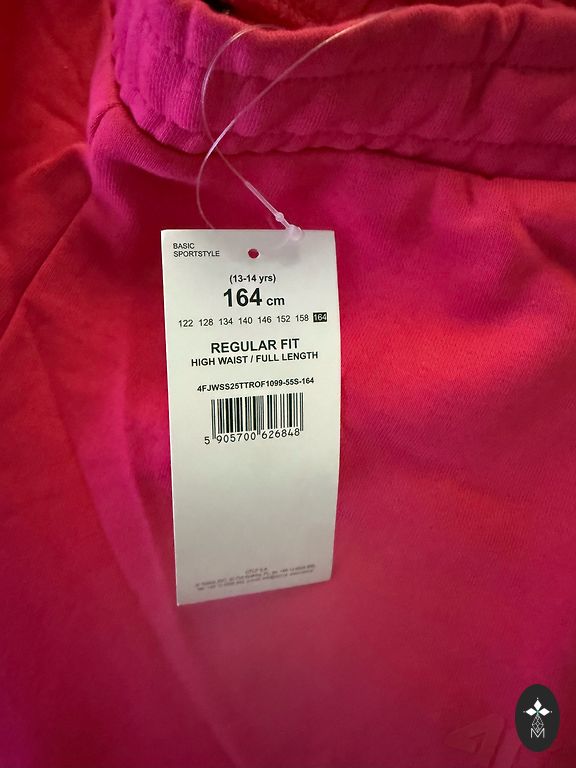 BASIC
SPORTSTYLE
(13-14 yrs)
164 cm
122 128 134 140 146 152 158 164
REGULAR FIT
HIGH WAIST / FULL LENGTH
4FJWSS25TTROF1099-55S-164
5 905700 626848
OTCF S.A.